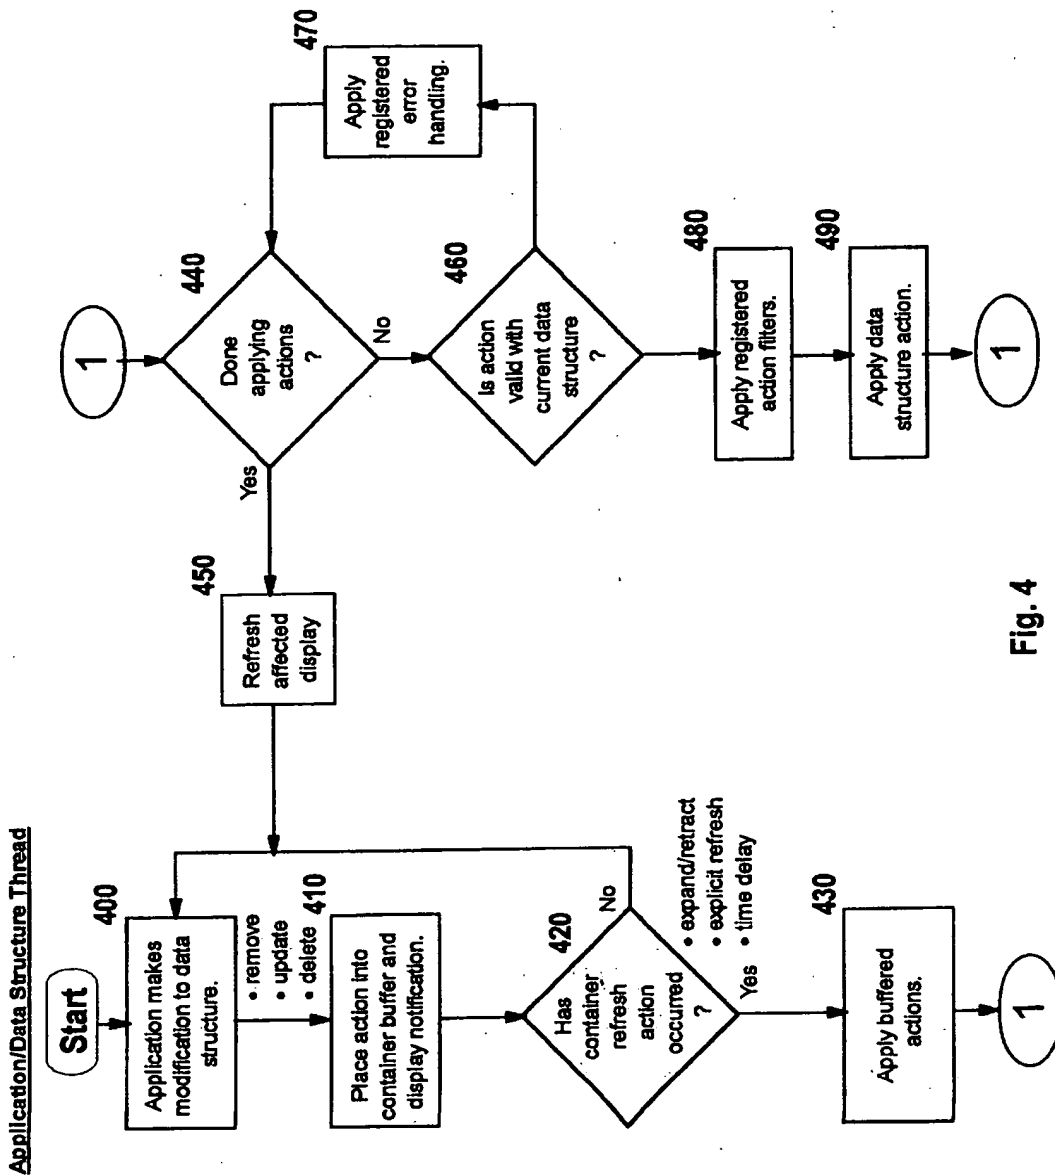 Application/Data Structure Thread
Start
400
Application makes
modification to data
structure.
• remove
• update
• delete
410
Place action into
container buffer and
display notification.
420
Has
container
refresh
action
occurred
?
No
Yes
• expand/retract
• explicit refresh
• time delay
430
Apply buffered
actions.
1
450
Refresh
affected
display
1
440
Done
applying
actions
?
Yes
No
460
Is action
valid with
current data
structure
?
470
Apply
registered
error
handling.
480
Apply registered
action filters.
490
Apply data
structure action.
1
Fig. 4